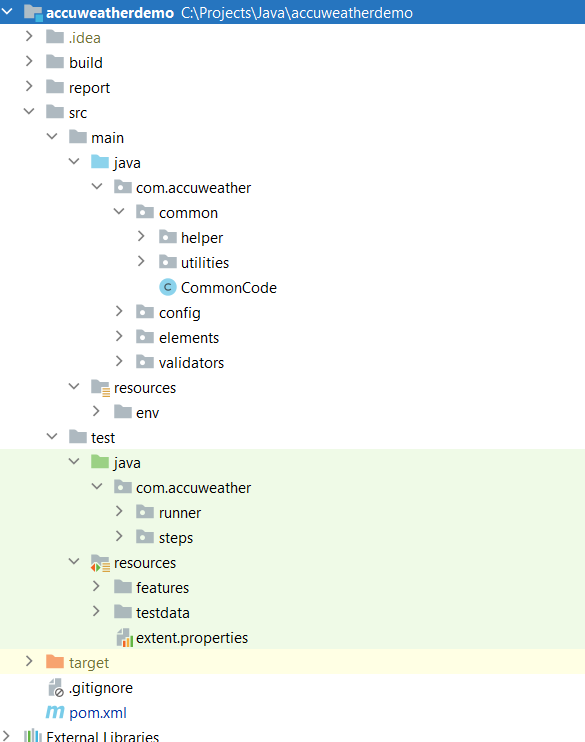 accuweatherdemo C:\Projects\Java\accuweatherdemo
.idea
build
report
src
main
java
com.accuweather
common
helper
utilities
C CommonCode
config
elements
validators
resources
env
test
java
com.accuweather
runner
steps
resources
features
testdata
extent.properties
target
.gitignore
m pom.xml
External Libraries